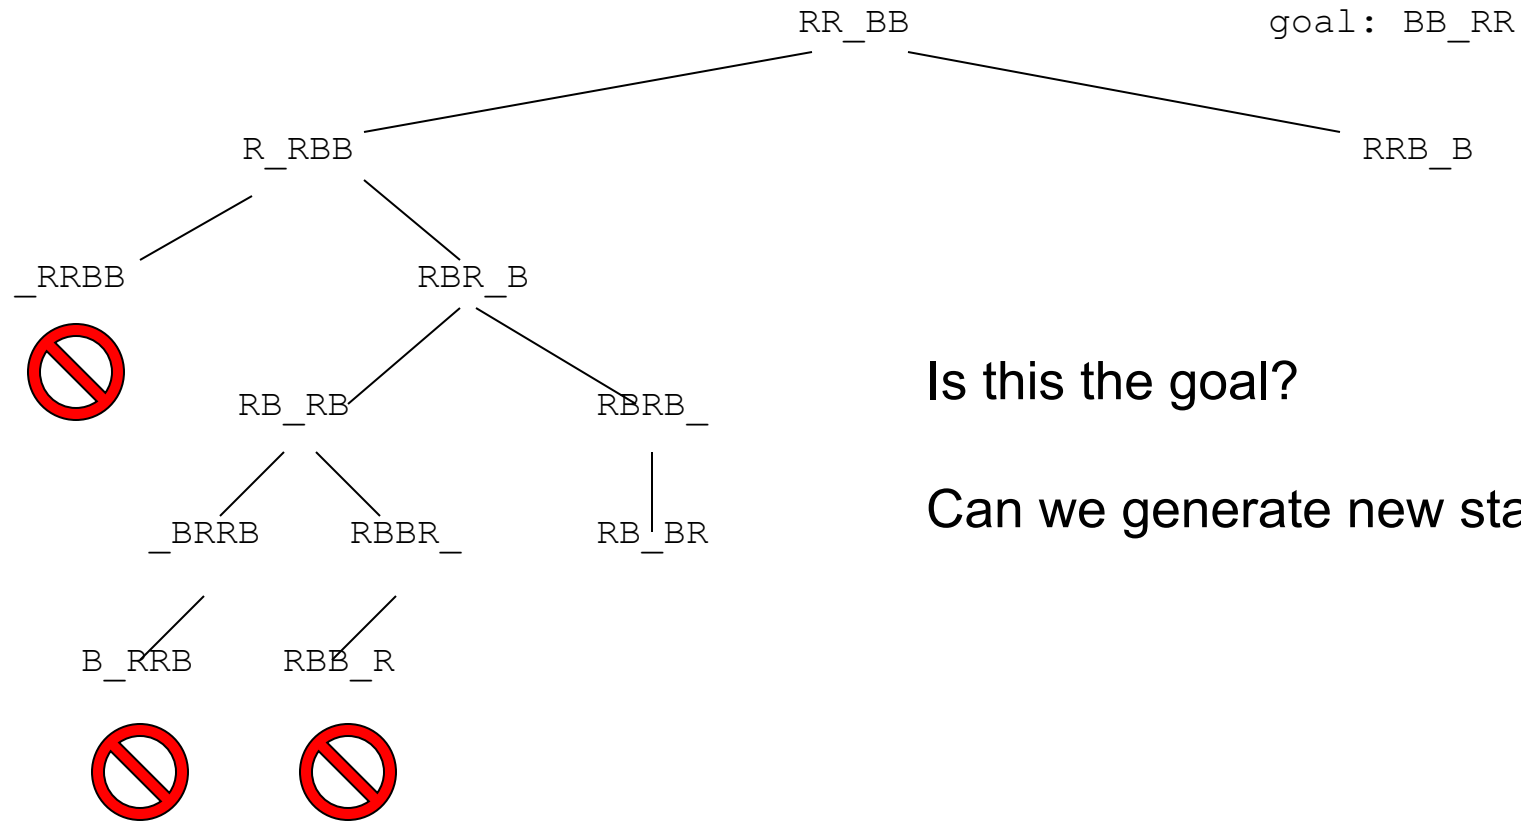 RR_BB
goal: BB_RR
R_RBB
RRB_B
_RRBB
RBR_B
Is this the goal?
RB_RB
RBRB_
Can we generate new sta
_BRRB
RBBR_
RB_BR
B_RRB
RBB_R